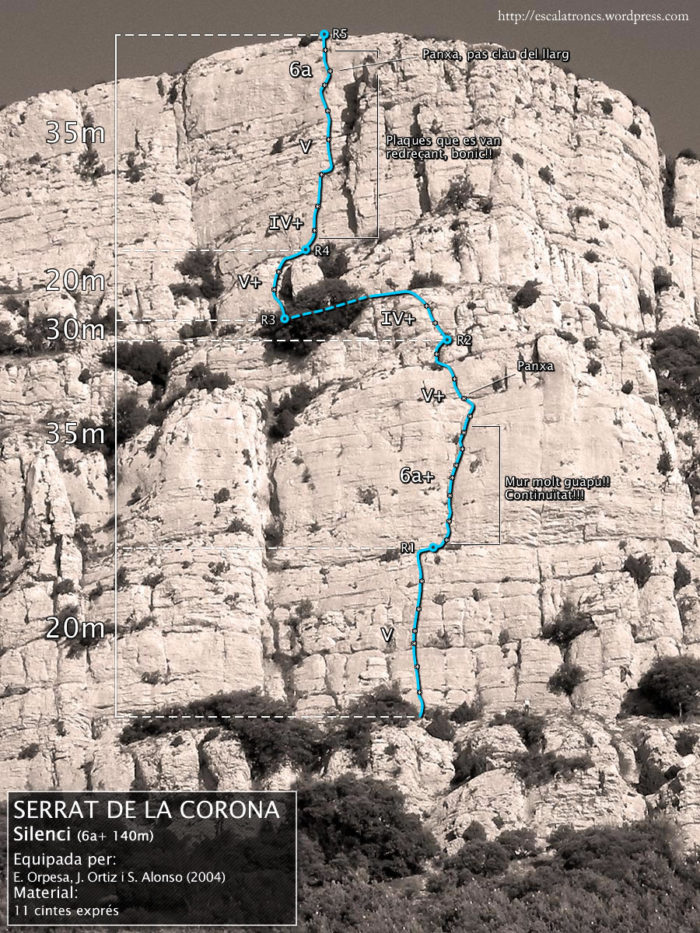 http://escalatroncs.wordpress.com
R5
6a
Panxa, pas clau del llarg
35m
V
Plaques que es van
redreçant, bonic!!
IV+
R4
20m
V+
R3
30m
IV+
R2
Panxa
V+
35m
6a+
Mur molt guapu!!
Continuitat!!!
R1
20m
V
SERRAT DE LA CORONA
Silenci (6a+ 140m)
Equipada per:
E. Orpesa, J. Ortiz i S. Alonso (2004)
Material:
11 cintes exprés